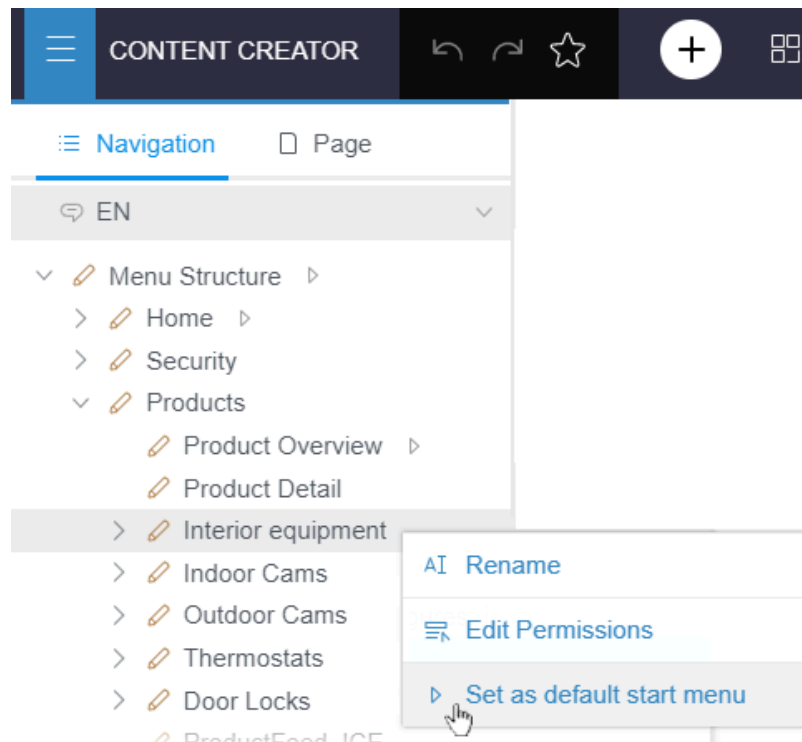 CONTENT CREATOR
Navigation
Page
EN
Menu Structure
Home
Security
Products
Product Overview
Product Detail
Interior equipment
Indoor Cams
Outdoor Cams
Thermostats
Door Locks
Rename
Edit Permissions
Set as default start menu